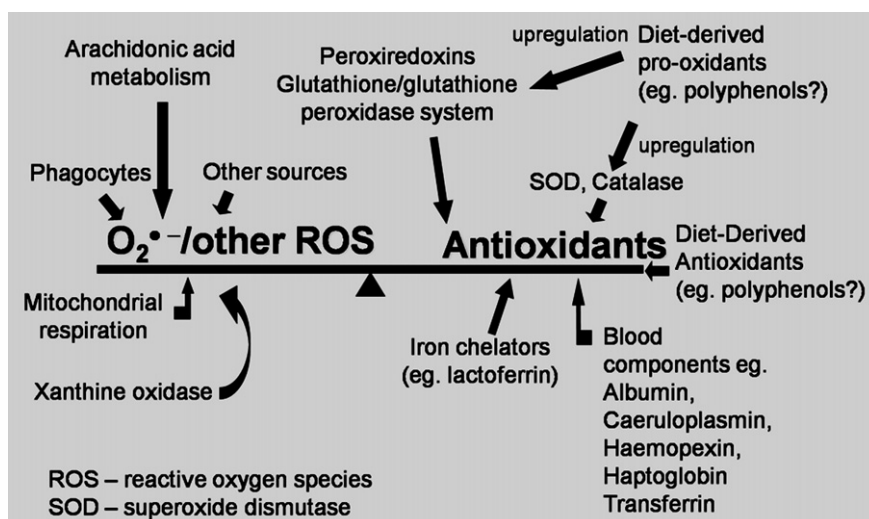 Arachidonic acid
metabolism
Peroxiredoxins
Glutathione/glutathione
peroxidase system
upregulation
Diet-derived
pro-oxidants
(eg. polyphenols?)
upregulation
Phagocytes
Other sources
SOD, Catalase
O₂•⁻/other ROS
Antioxidants
Diet-Derived
Antioxidants
(eg. polyphenols?)
Mitochondrial
respiration
Xanthine oxidase
Iron chelators
(eg. lactoferrin)
Blood
components eg.
Albumin,
Caeruloplasmin,
Haemopexin,
Haptoglobin
Transferrin
ROS – reactive oxygen species
SOD – superoxide dismutase